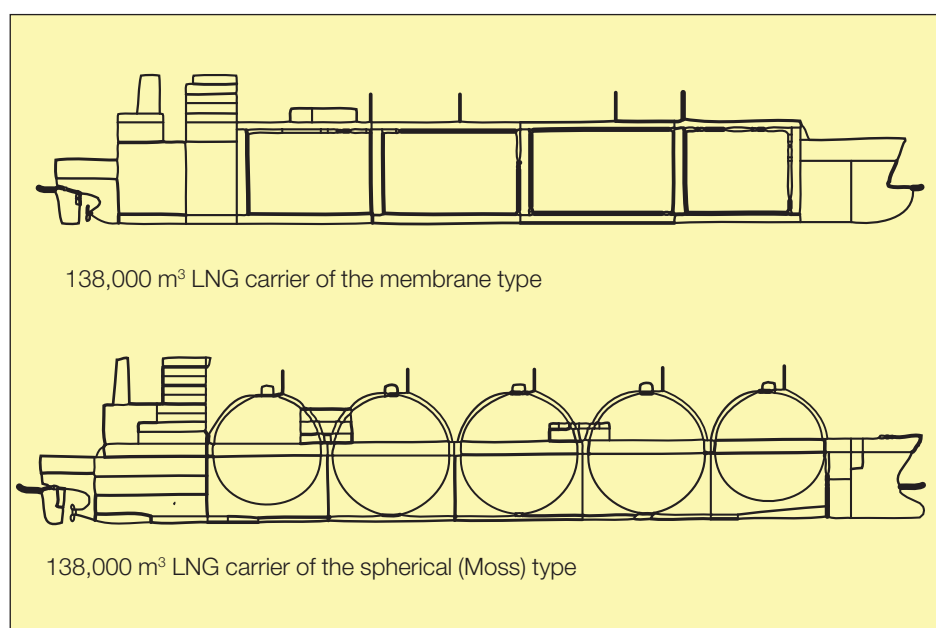 138,000 m³ LNG carrier of the membrane type
138,000 m³ LNG carrier of the spherical (Moss) type